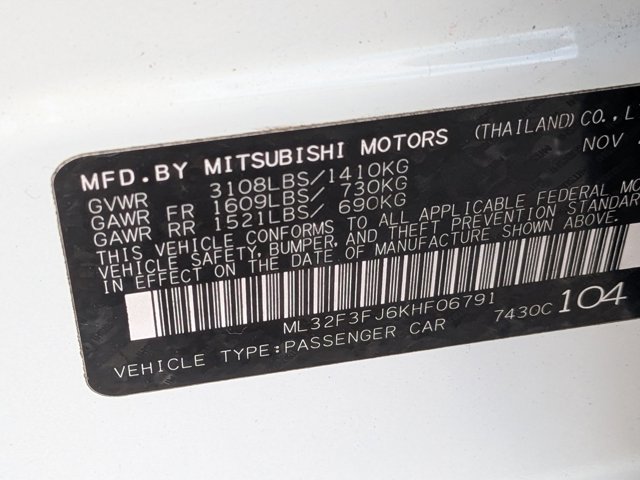 MFD.BY MITSUBISHI MOTORS (THAILAND) CO., L
NOV
GVWR 3108LBS/1410KG
GAWR FR 1609LBS/ 730KG
GAWR RR 1521LBS/ 690KG
THIS VEHICLE CONFORMS TO ALL APPLICABLE FEDERAL MO
VEHICLE SAFETY, BUMPER, AND THEFT PREVENTION STANDAR
IN EFFECT ON THE DATE OF MANUFACTURE SHOWN ABOVE.
ML32F3FJ6KHF06791 7430C 104
VEHICLE TYPE:PASSENGER CAR